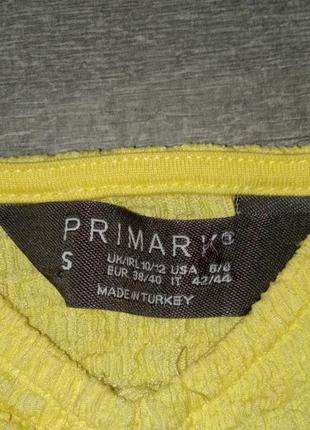 PRIMARK®
S
UK/IRL 10/12 USA 6/8
EUR 38/40 IT 42/44
MADE IN TURKEY